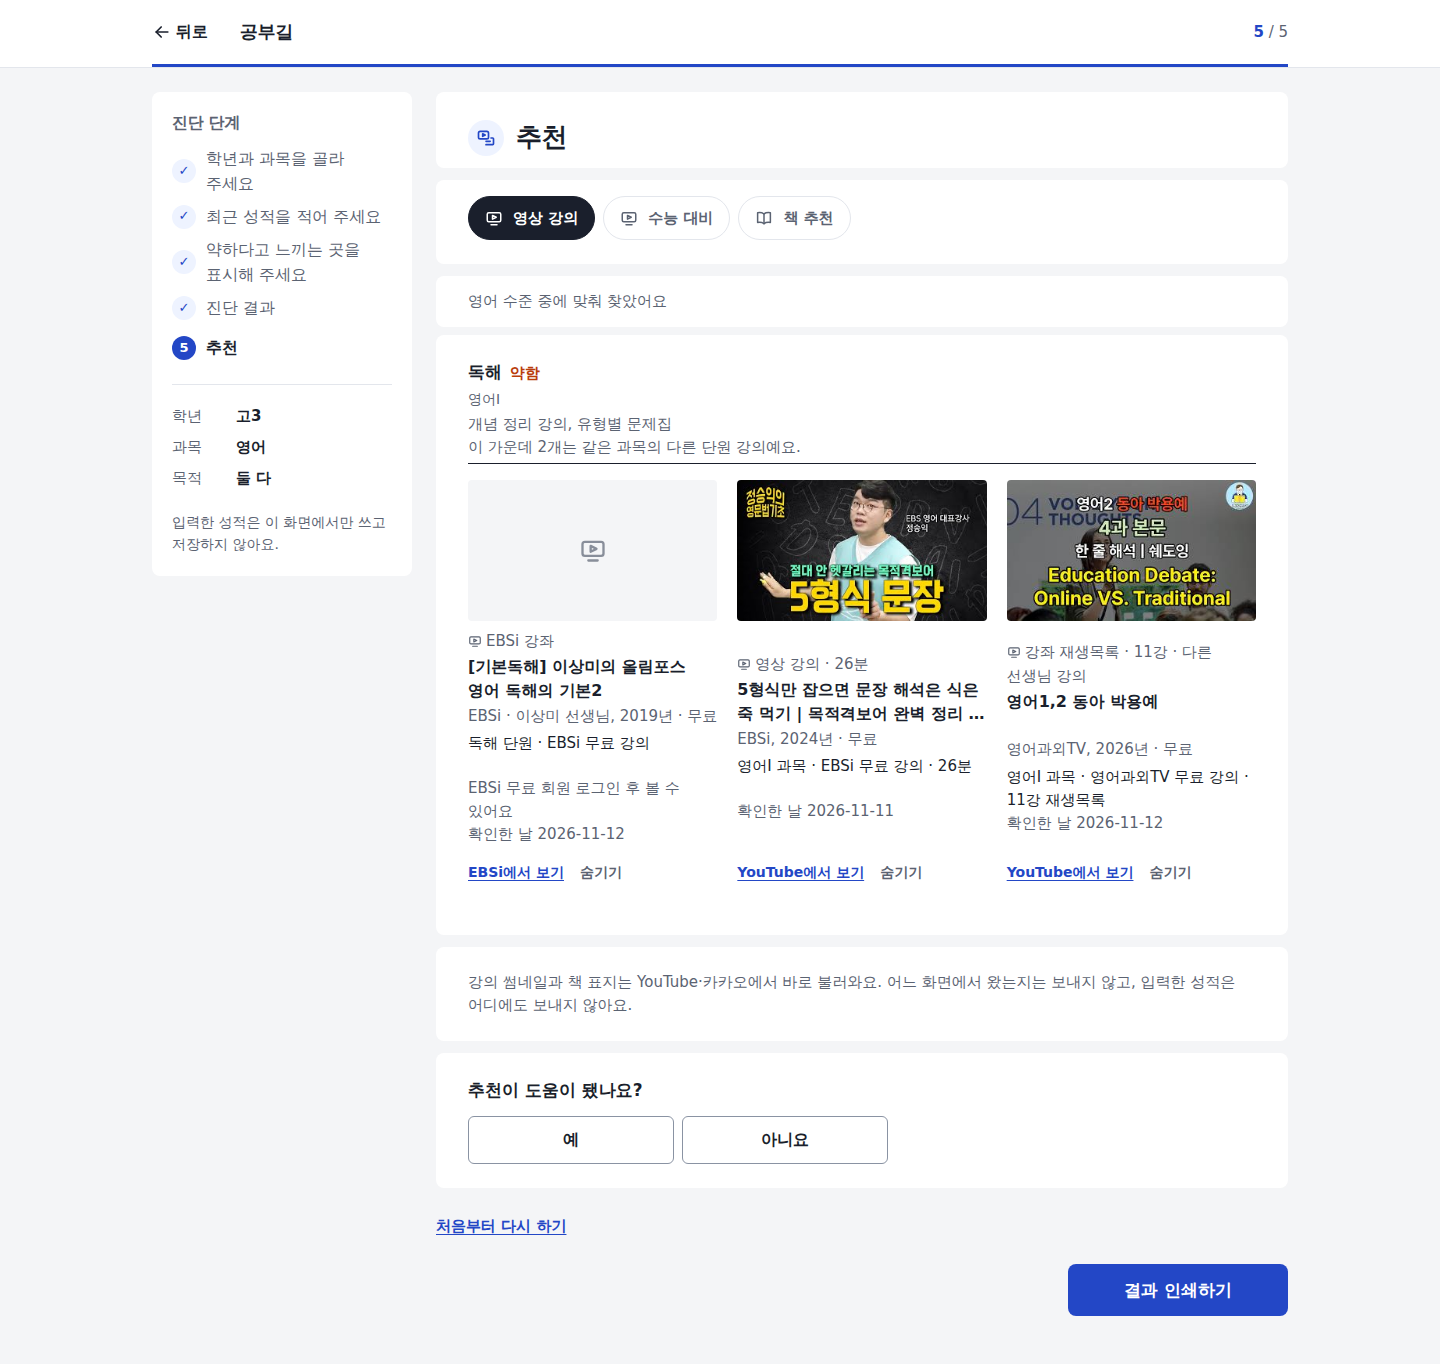 뒤로
공부길
5 / 5
진단 단계
✓ 학년과 과목을 골라
주세요
✓ 최근 성적을 적어 주세요
✓ 약하다고 느끼는 곳을
표시해 주세요
✓ 진단 결과
5 추천
학년 고3
과목 영어
목적 둘 다
입력한 성적은 이 화면에서만 쓰고
저장하지 않아요.
추천
영상 강의
수능 대비
책 추천
영어 수준 중에 맞춰 찾았어요
독해 약함
영어I
개념 정리 강의, 유형별 문제집
이 가운데 2개는 같은 과목의 다른 단원 강의예요.
EBSi 강좌
[기본독해] 이상미의 올림포스
영어 독해의 기본2
EBSi · 이상미 선생님, 2019년 · 무료
독해 단원 · EBSi 무료 강의
EBSi 무료 회원 로그인 후 볼 수
있어요
확인한 날 2026-11-12
EBSi에서 보기 숨기기
정승익의
영문법기초
EBS 영어 대표강사
정승익
절대 안 헷갈리는 목적격보어
5형식 문장
영상 강의 · 26분
5형식만 잡으면 문장 해석은 식은
죽 먹기 | 목적격보어 완벽 정리 ...
EBSi, 2024년 · 무료
영어I 과목 · EBSi 무료 강의 · 26분
확인한 날 2026-11-11
YouTube에서 보기 숨기기
04
THOUGHTS
영어2 동아 박용예
4과 본문
한 줄 해석 | 쉐도잉
Education Debate:
Online VS. Traditional
강좌 재생목록 · 11강 · 다른
선생님 강의
영어1,2 동아 박용예
영어과외TV, 2026년 · 무료
영어I 과목 · 영어과외TV 무료 강의 ·
11강 재생목록
확인한 날 2026-11-12
YouTube에서 보기 숨기기
강의 썸네일과 책 표지는 YouTube·카카오에서 바로 불러와요. 어느 화면에서 왔는지는 보내지 않고, 입력한 성적은
어디에도 보내지 않아요.
추천이 도움이 됐나요?
예
아니요
처음부터 다시 하기
결과 인쇄하기